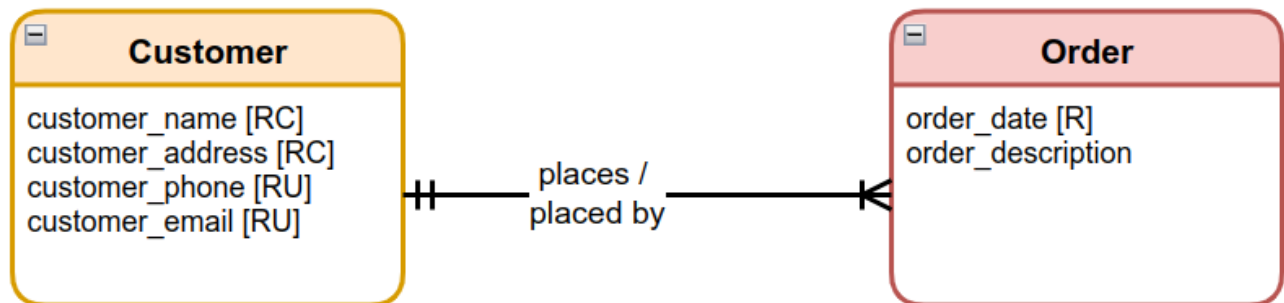 Customer
customer_name [RC]
customer_address [RC]
customer_phone [RU]
customer_email [RU]
places /
placed by
Order
order_date [R]
order_description